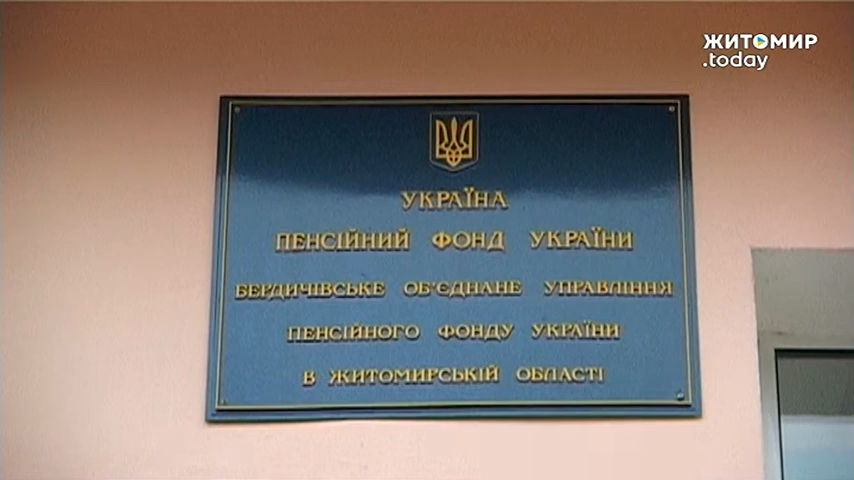 ЖИТОМИР
.today
УКРАЇНА
ПЕНСІЙНИЙ ФОНД УКРАЇНИ
БЕРДИЧІВСЬКЕ ОБ'ЄДНАНЕ УПРАВЛІННЯ
ПЕНСІЙНОГО ФОНДУ УКРАЇНИ
В ЖИТОМИРСЬКІЙ ОБЛАСТІ